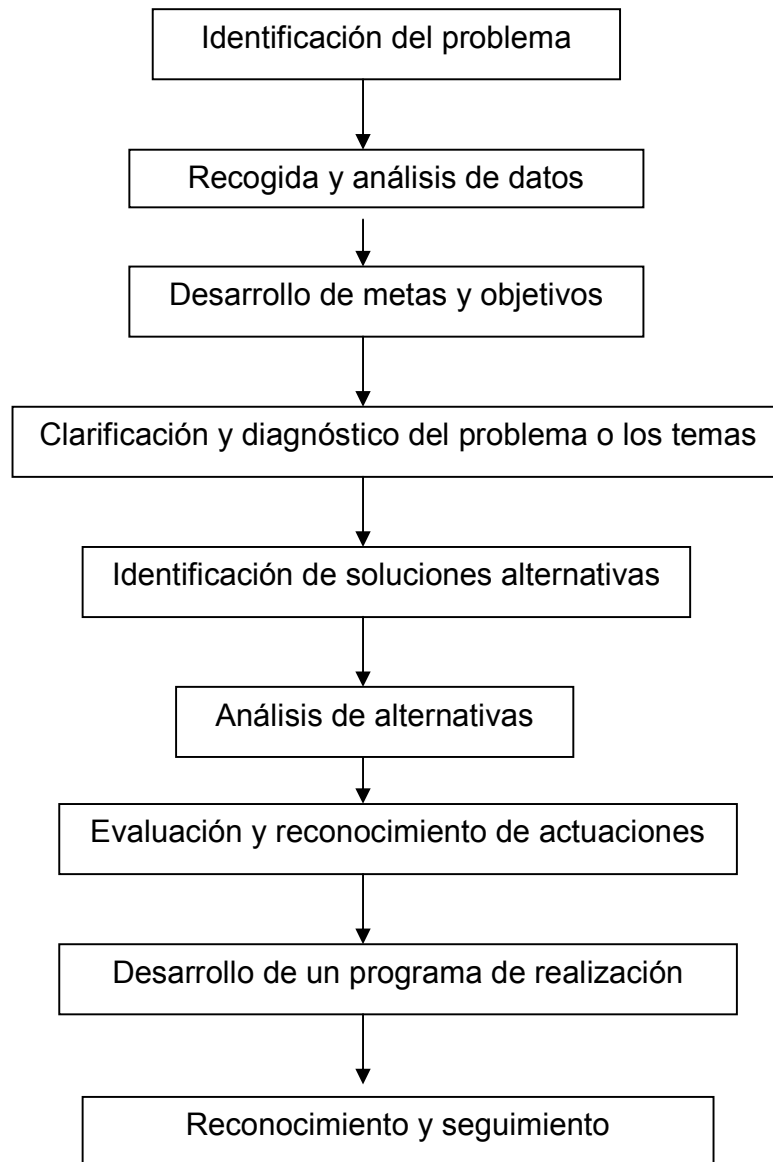 Identificación del problema
Recogida y análisis de datos
Desarrollo de metas y objetivos
Clarificación y diagnóstico del problema o los temas
Identificación de soluciones alternativas
Análisis de alternativas
Evaluación y reconocimiento de actuaciones
Desarrollo de un programa de realización
Reconocimiento y seguimiento